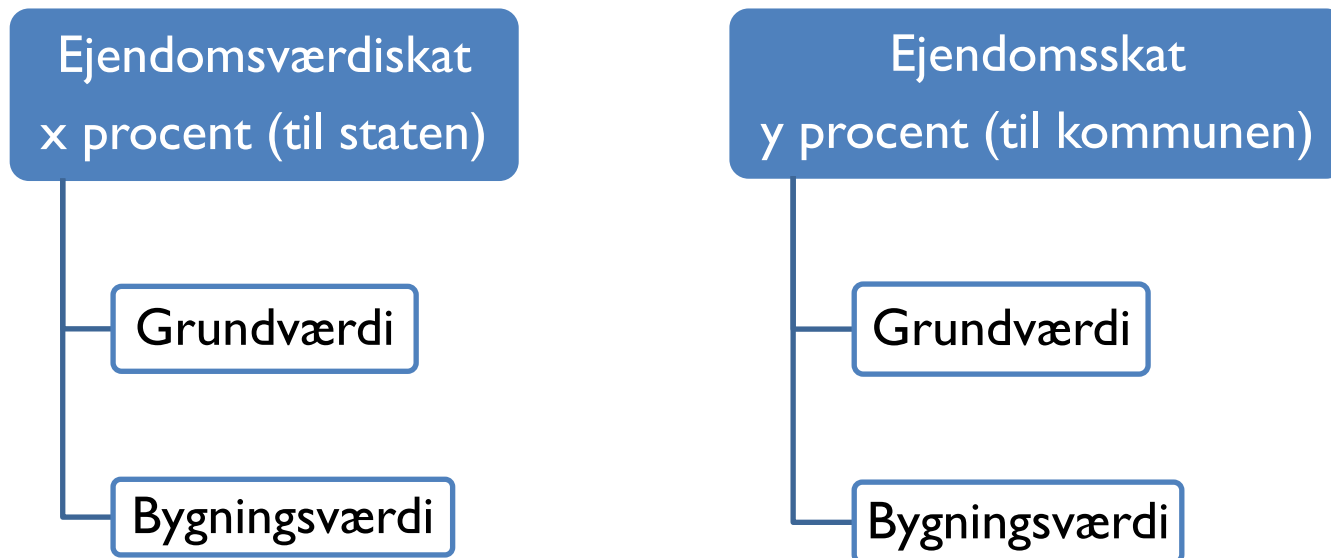 Ejendomsværdiskat
x procent (til staten)
Grundværdi
Bygningsværdi
Ejendomsskat
y procent (til kommunen)
Grundværdi
Bygningsværdi